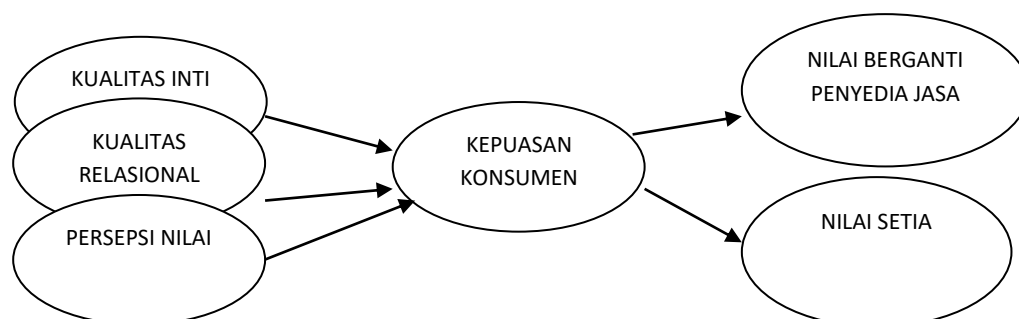 KUALITAS INTI
KUALITAS
RELASIONAL
PERSEPSI NILAI
KEPUASAN
KONSUMEN
NILAI BERGANTI
PENYEDIA JASA
NILAI SETIA